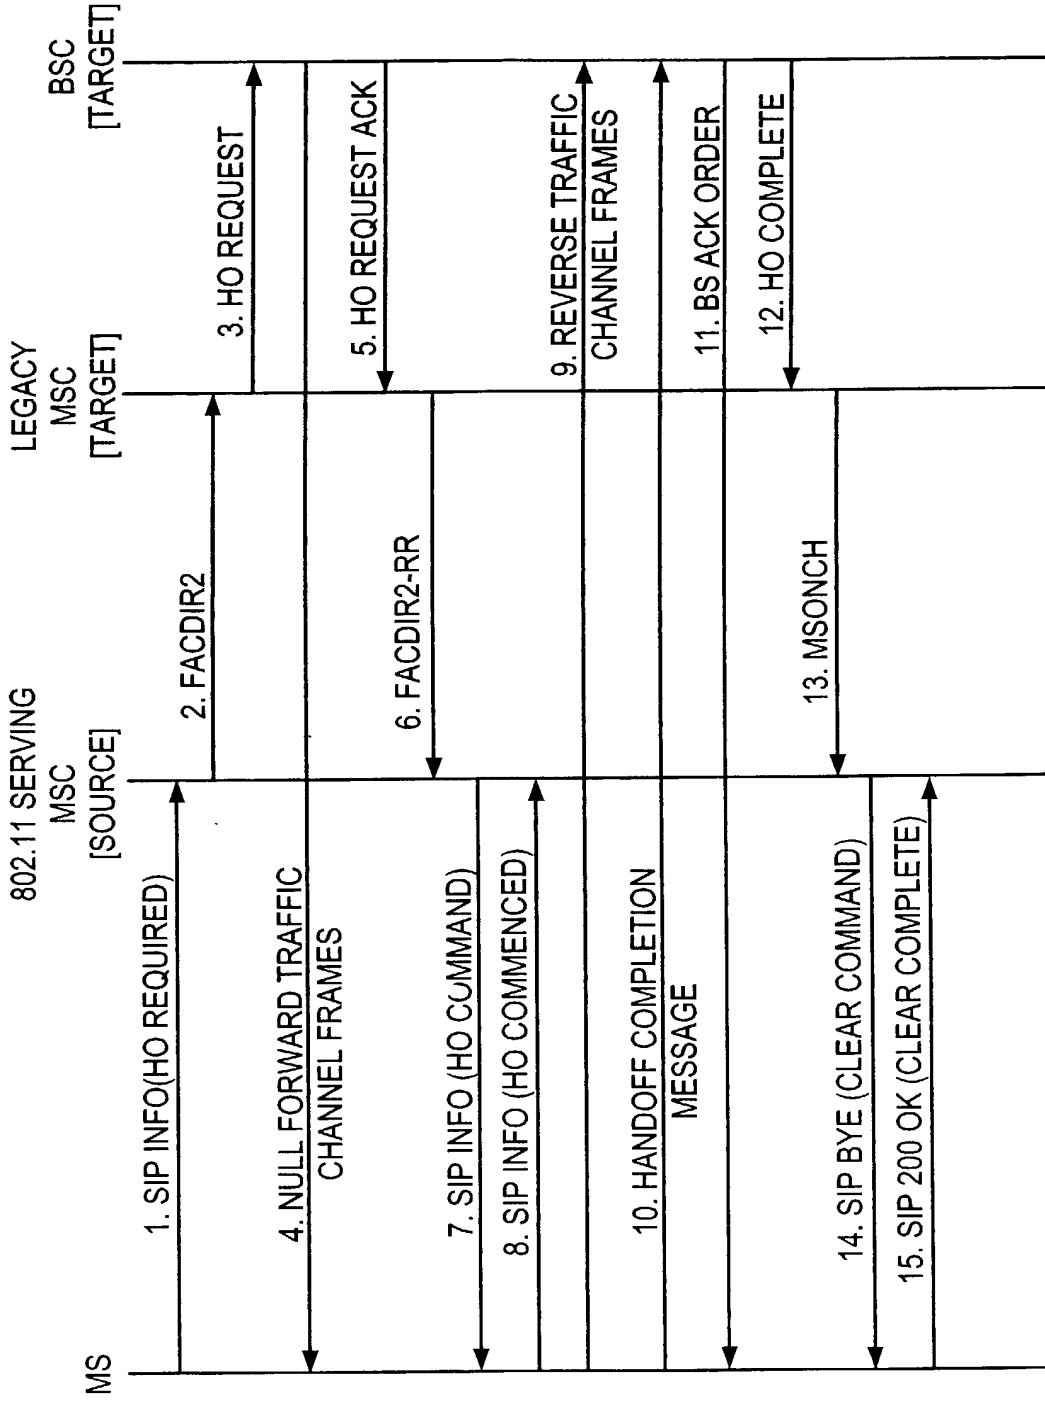 MS
802.11 SERVING
MSC
[SOURCE]
LEGACY
MSC
[TARGET]
BSC
[TARGET]
1. SIP INFO(HO REQUIRED)
2. FACDIR2
3. HO REQUEST
4. NULL FORWARD TRAFFIC
CHANNEL FRAMES
5. HO REQUEST ACK
6. FACDIR2-RR
7. SIP INFO (HO COMMAND)
8. SIP INFO (HO COMMENCED)
9. REVERSE TRAFFIC
CHANNEL FRAMES
10. HANDOFF COMPLETION
MESSAGE
11. BS ACK ORDER
12. HO COMPLETE
13. MSONCH
14. SIP BYE (CLEAR COMMAND)
15. SIP 200 OK (CLEAR COMPLETE)